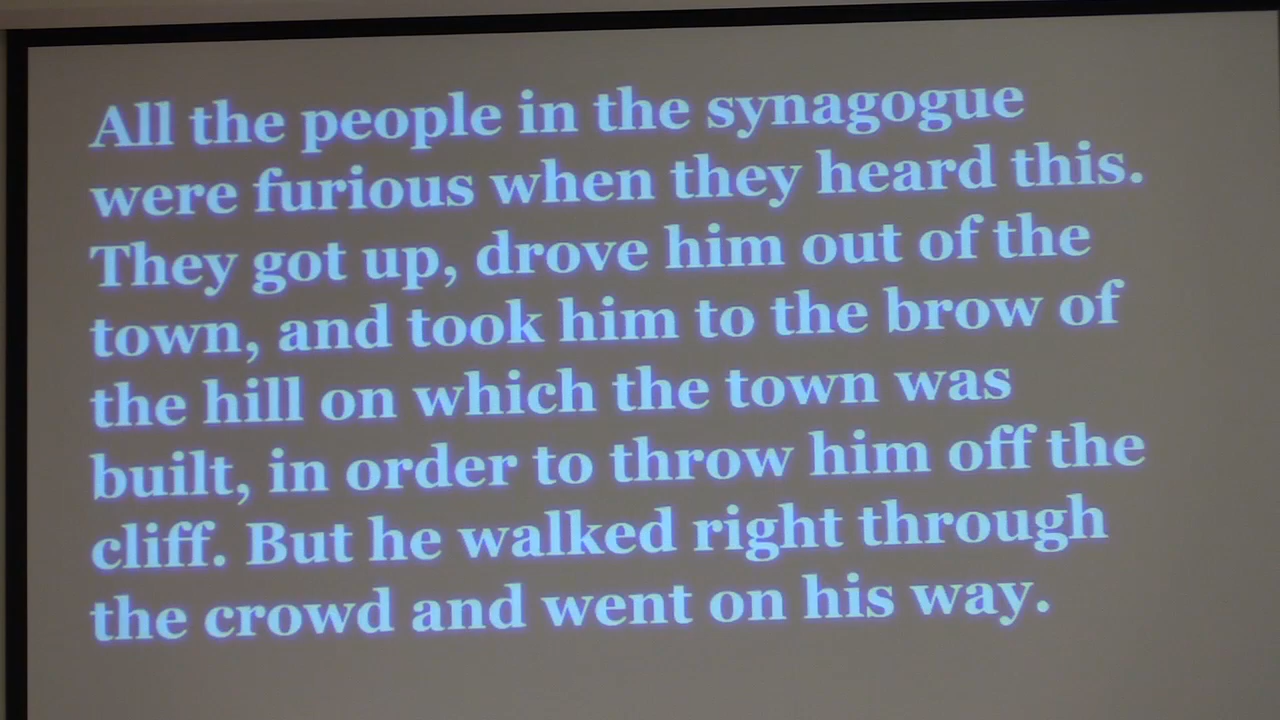 All the people in the synagogue
were furious when they heard this.
They got up, drove him out of the
town, and took him to the brow of
the hill on which the town was
built, in order to throw him off the
cliff. But he walked right through
the crowd and went on his way.